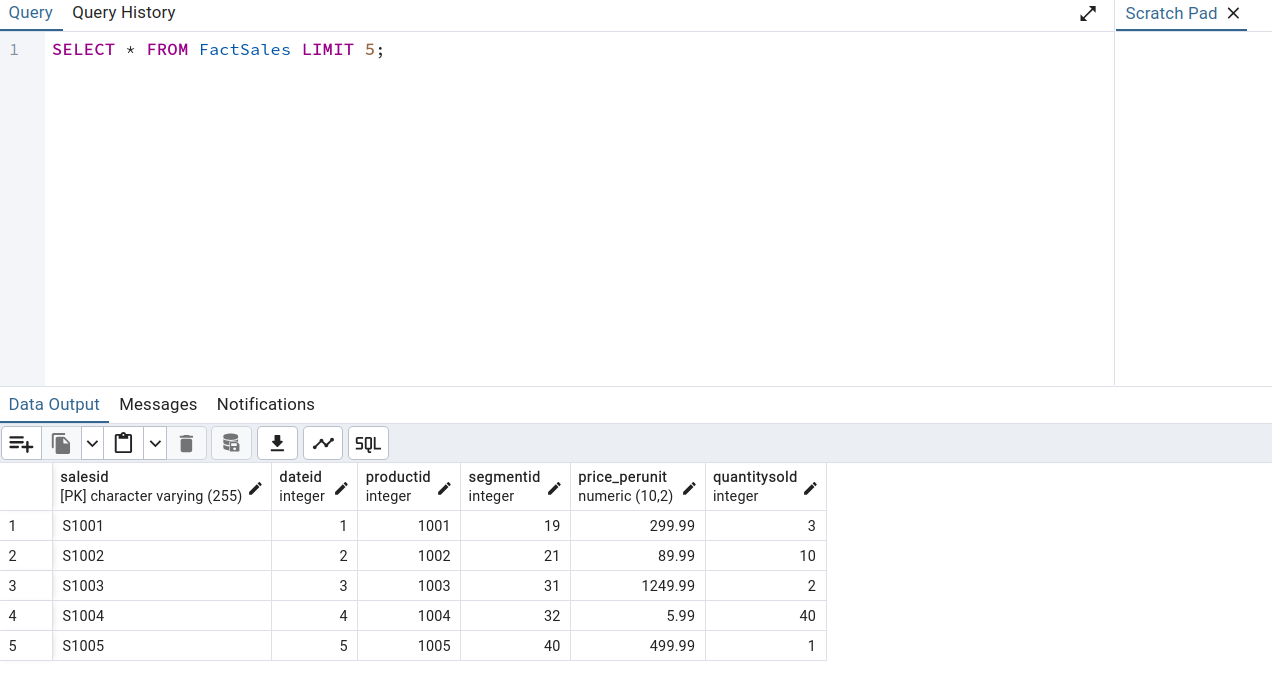 Query Query History Scratch Pad
1 SELECT * FROM FactSales LIMIT 5;
Data Output Messages Notifications
SQL
salesid dateid productid segmentid price_perunit quantitysold
[PK] character varying (255) integer integer integer numeric (10,2) integer
1 S1001 1 1001 19 299.99 3
2 S1002 2 1002 21 89.99 10
3 S1003 3 1003 31 1249.99 2
4 S1004 4 1004 32 5.99 40
5 S1005 5 1005 40 499.99 1